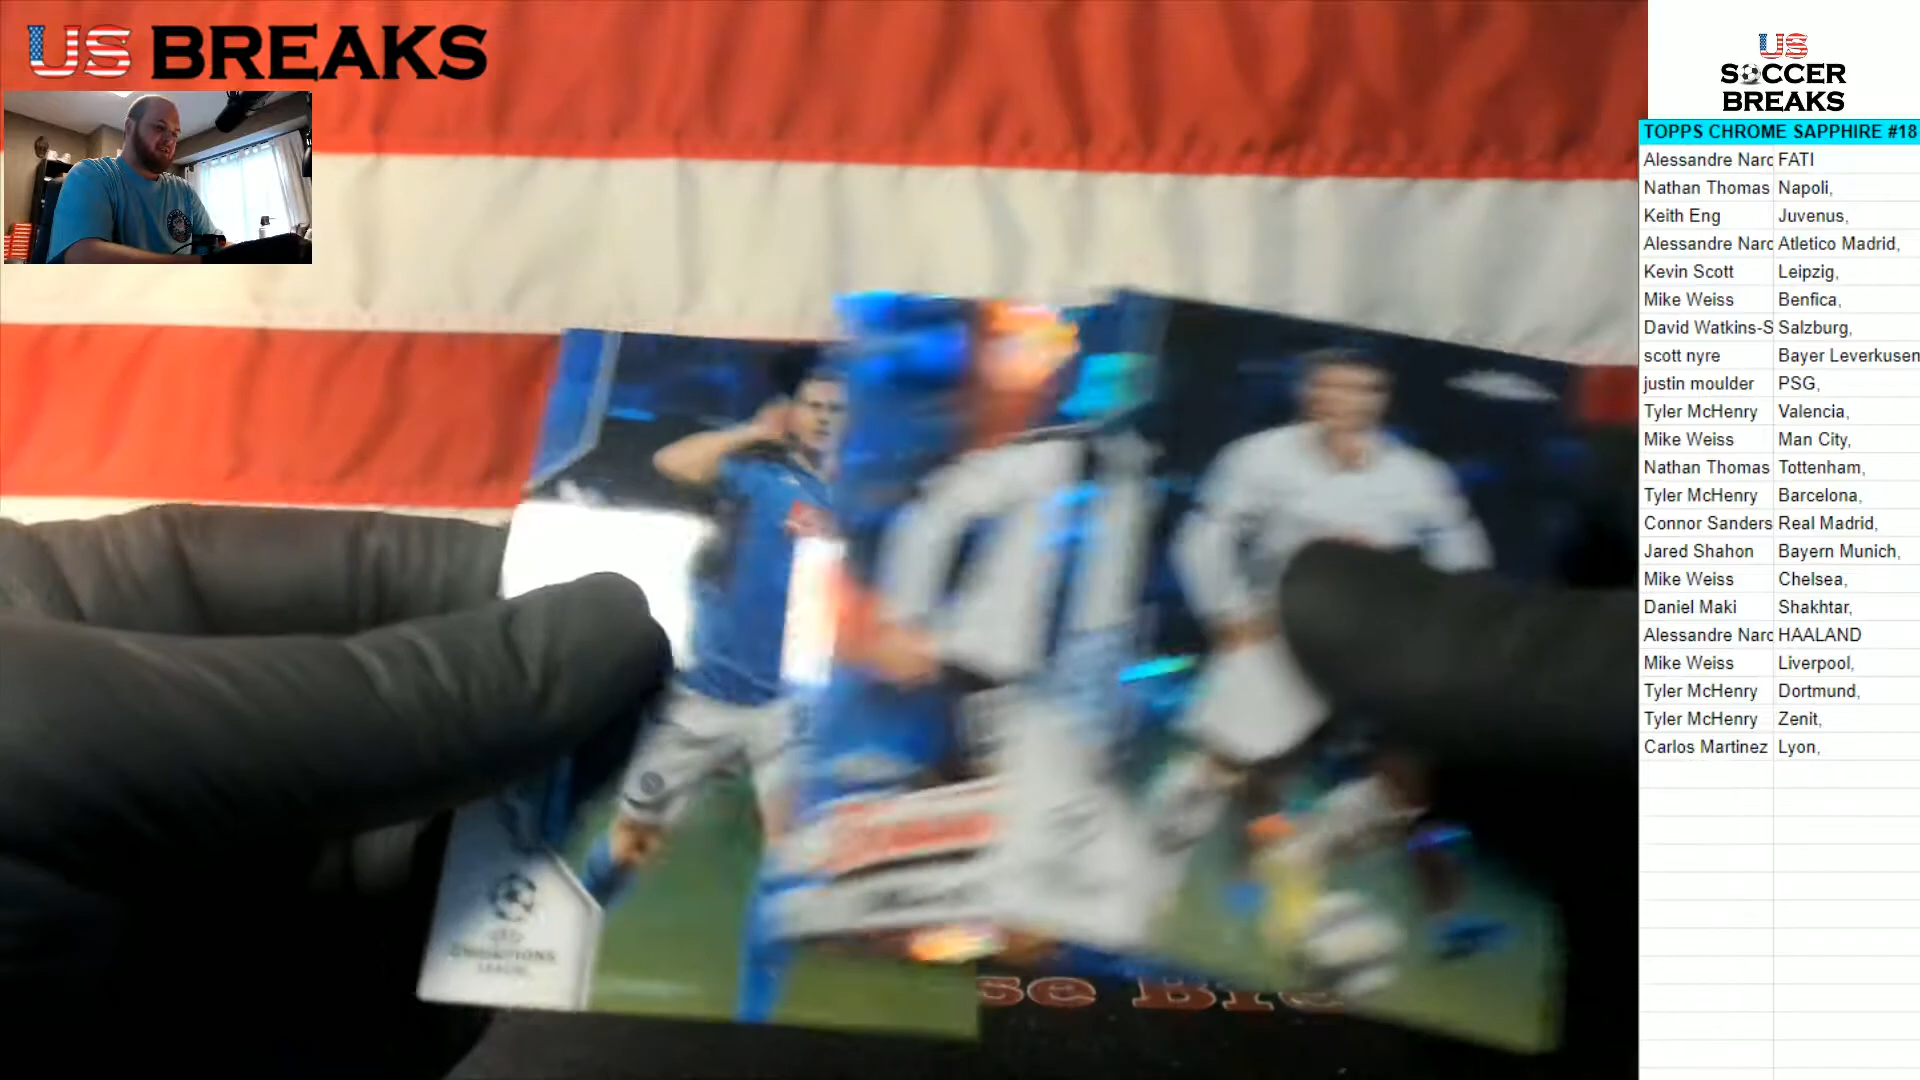 US BREAKS
US
SOCCER
BREAKS
TOPPS CHROME SAPPHIRE #18
Alessandre Narc FATI
Nathan Thomas Napoli,
Keith Eng Juvenus,
Alessandre Narc Atletico Madrid,
Kevin Scott Leipzig,
Mike Weiss Benfica,
David Watkins-S Salzburg,
scott nyre Bayer Leverkusen
justin moulder PSG,
Tyler McHenry Valencia,
Mike Weiss Man City,
Nathan Thomas Tottenham,
Tyler McHenry Barcelona,
Connor Sanders Real Madrid,
Jared Shahon Bayern Munich,
Mike Weiss Chelsea,
Daniel Maki Shakhtar,
Alessandre Narc HAALAND
Mike Weiss Liverpool,
Tyler McHenry Dortmund,
Tyler McHenry Zenit,
Carlos Martinez Lyon,
CHAMPIONS
LEAGUE
se Bre